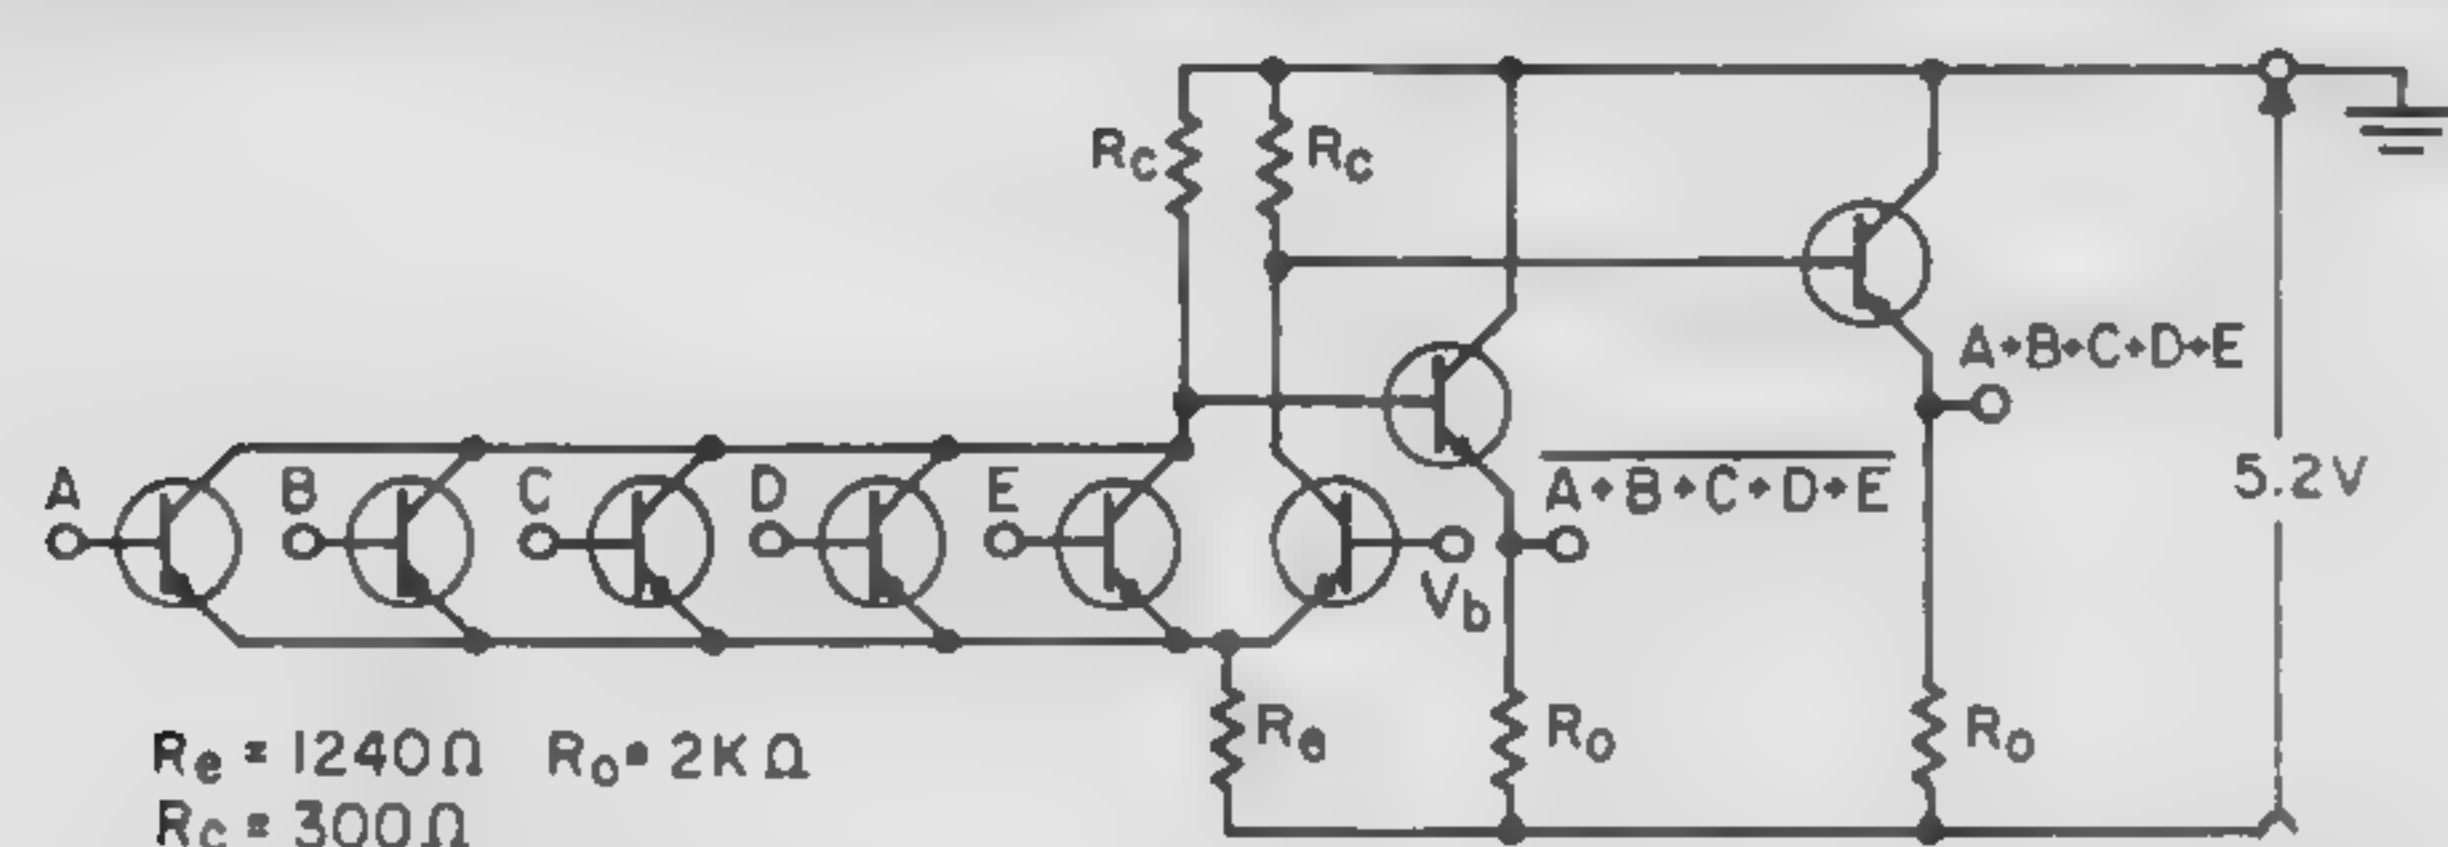 Rc
Rc
A+B+C+D+E
A
B
C
D
E
A+B+C+D+E
5.2V
Vb
Re
Ro
Ro
Re = 1240Ω Ro = 2KΩ
Rc = 300Ω